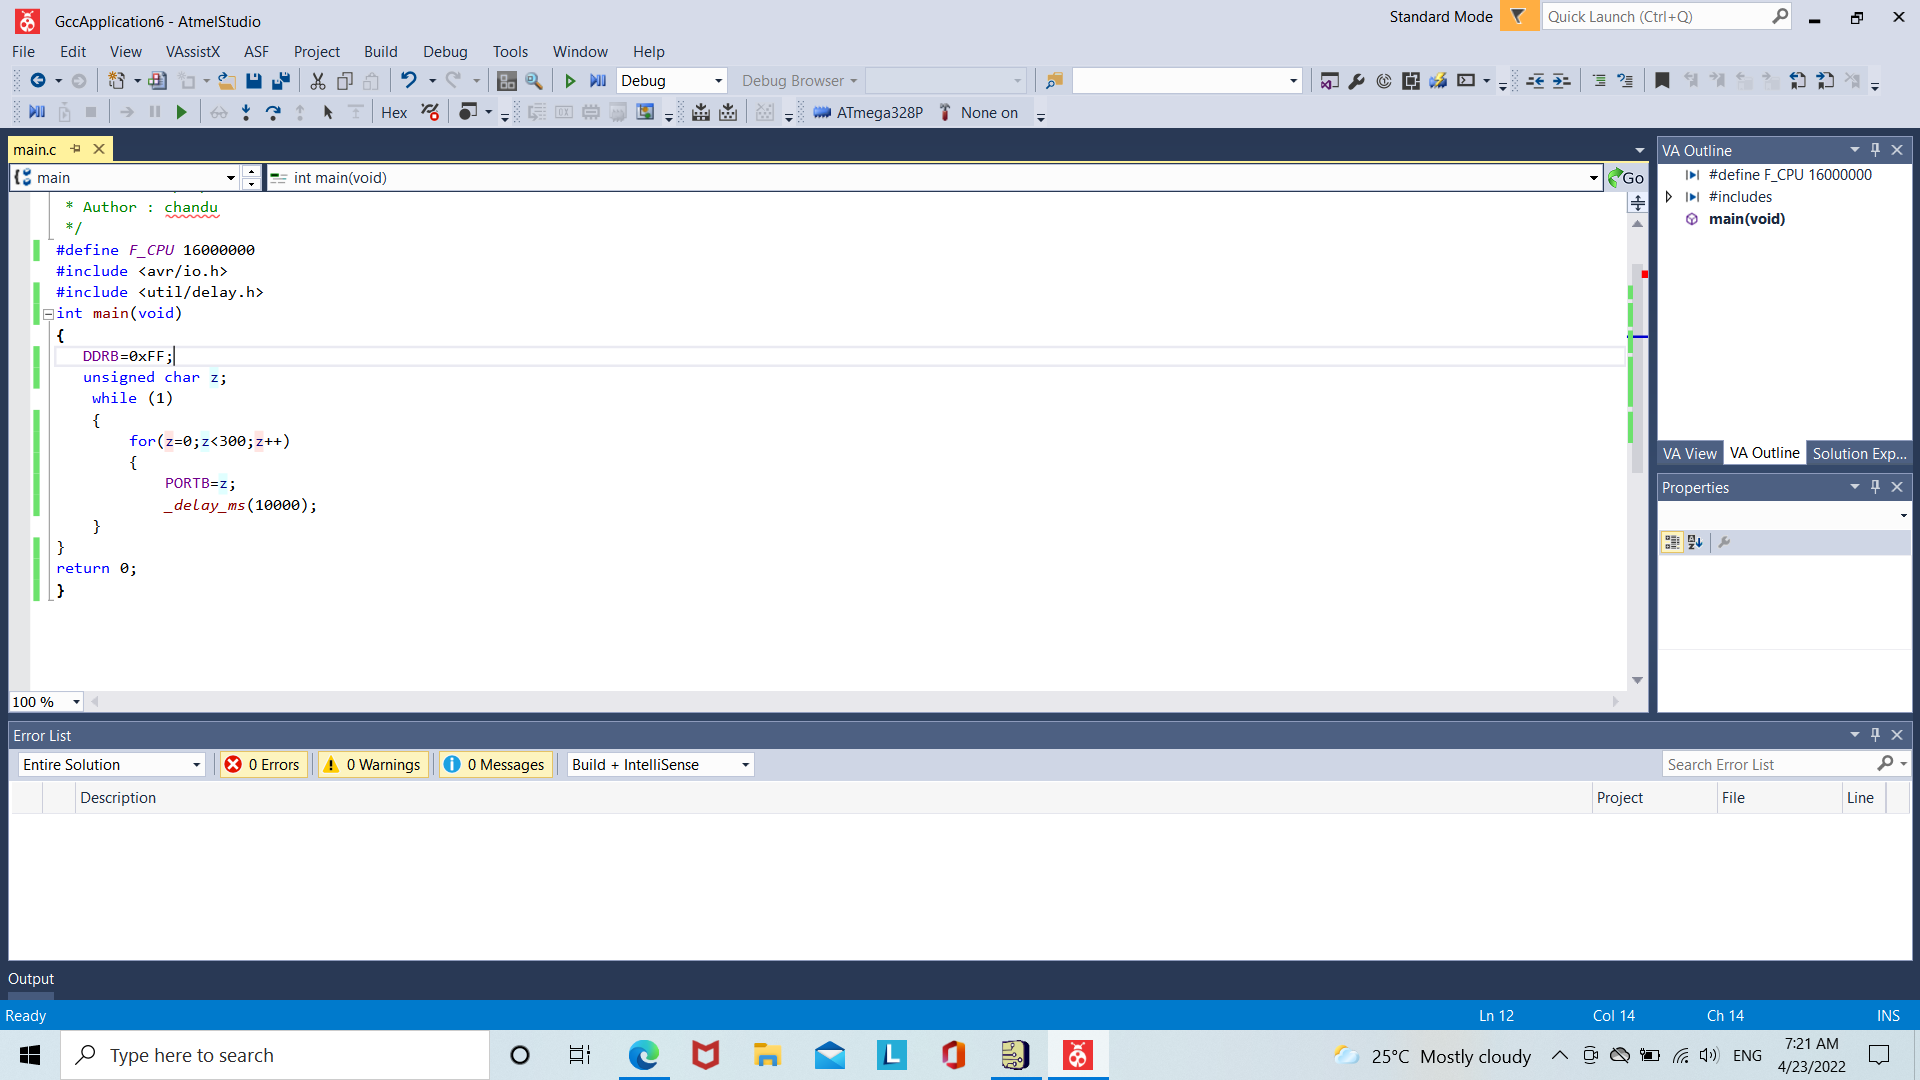 GccApplication6 - AtmelStudio
Standard Mode
Quick Launch (Ctrl+Q)
File Edit View VAssistX ASF Project Build Debug Tools Window Help
Debug
Debug Browser
Hex
ATmega328P
None on
main.c
main
int main(void)
Go
* Author : chandu
*/
#define F_CPU 16000000
#include <avr/io.h>
#include <util/delay.h>
int main(void)
{
DDRB=0xFF;
unsigned char z;
while (1)
{
for(z=0;z<300;z++)
{
PORTB=z;
_delay_ms(10000);
}
}
return 0;
}
100 %
VA Outline
#define F_CPU 16000000
#includes
main(void)
VA View VA Outline Solution Exp...
Properties
Error List
Entire Solution
0 Errors
0 Warnings
0 Messages
Build + IntelliSense
Search Error List
Description Project File Line
Output
Ready
Ln 12 Col 14 Ch 14 INS
Type here to search
25°C Mostly cloudy
ENG
7:21 AM
4/23/2022